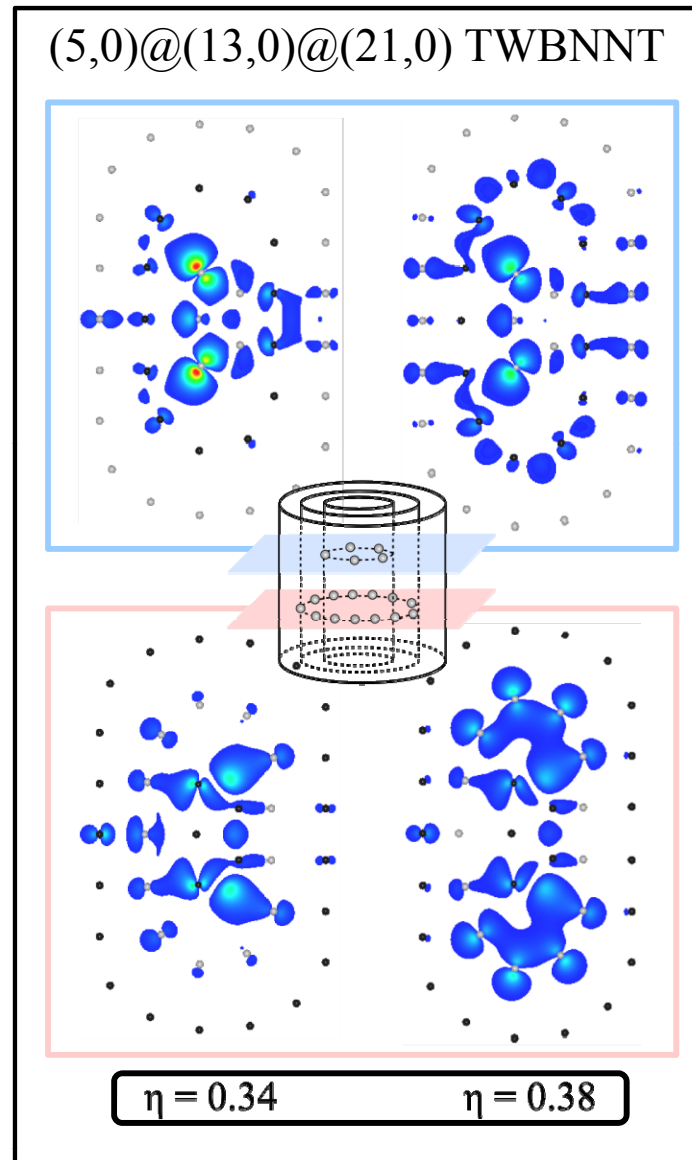 (5,0)@(13,0)@(21,0) TWBNNT
η = 0.34 η = 0.38